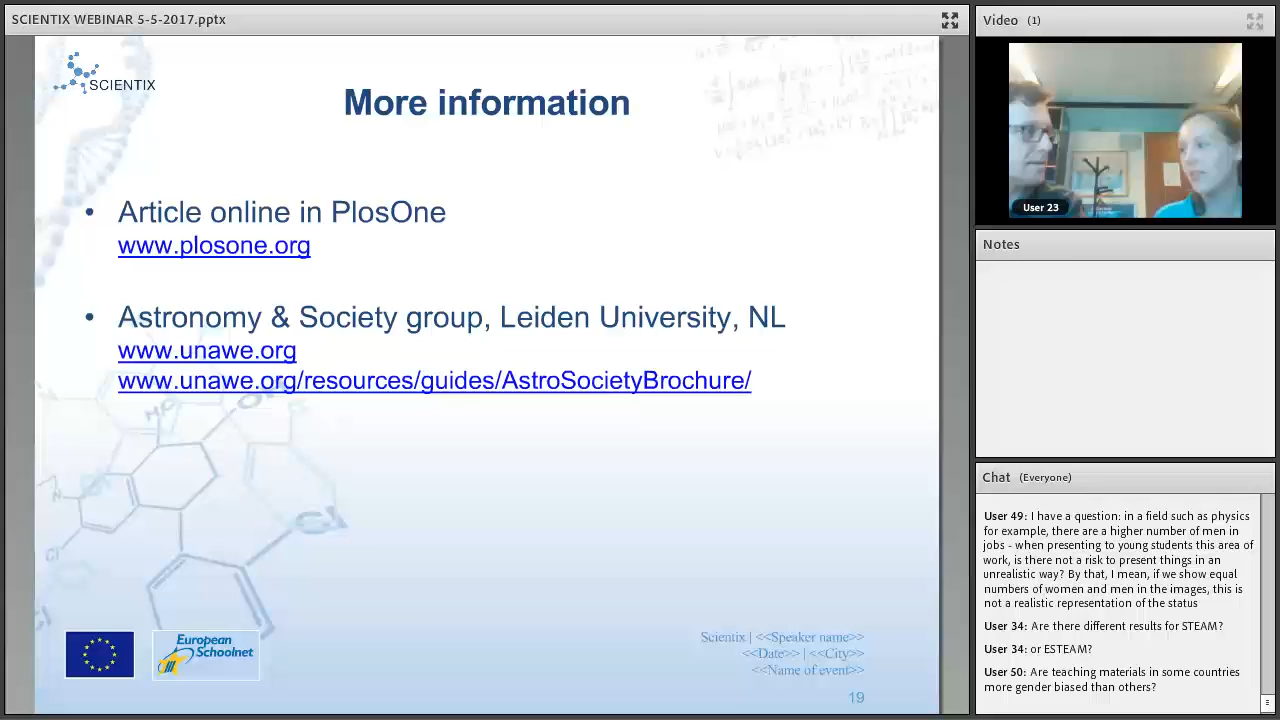 SCIENTIX WEBINAR 5-5-2017.pptx
SCIENTIX
More information
• Article online in PlosOne
www.plosone.org
• Astronomy & Society group, Leiden University, NL
www.unawe.org
www.unawe.org/resources/guides/AstroSocietyBrochure/
European
Schoolnet
Scientix | <<Speaker name>>
<<Date>> | <<City>>
<<Name of event>>
19
Video (1)
User 23
Notes
Chat (Everyone)
User 49: I have a question: in a field such as physics
for example, there are a higher number of men in
jobs - when presenting to young students this area of
work, is there not a risk to present things in an
unrealistic way? By that, I mean, if we show equal
numbers of women and men in the images, this is
not a realistic representation of the status
User 34: Are there different results for STEAM?
User 34: or ESTEAM?
User 50: Are teaching materials in some countries
more gender biased than others?